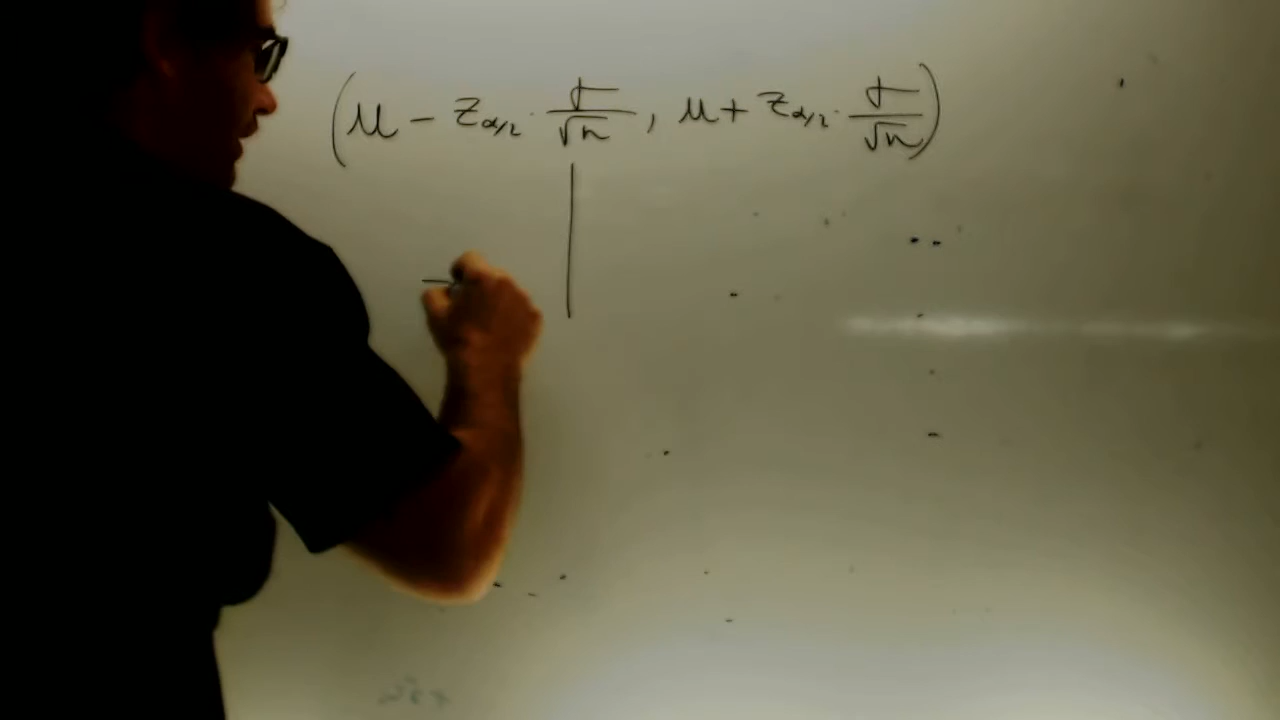 (μ - z_{α/2} · σ/√n , μ + z_{α/2} · σ/√n)